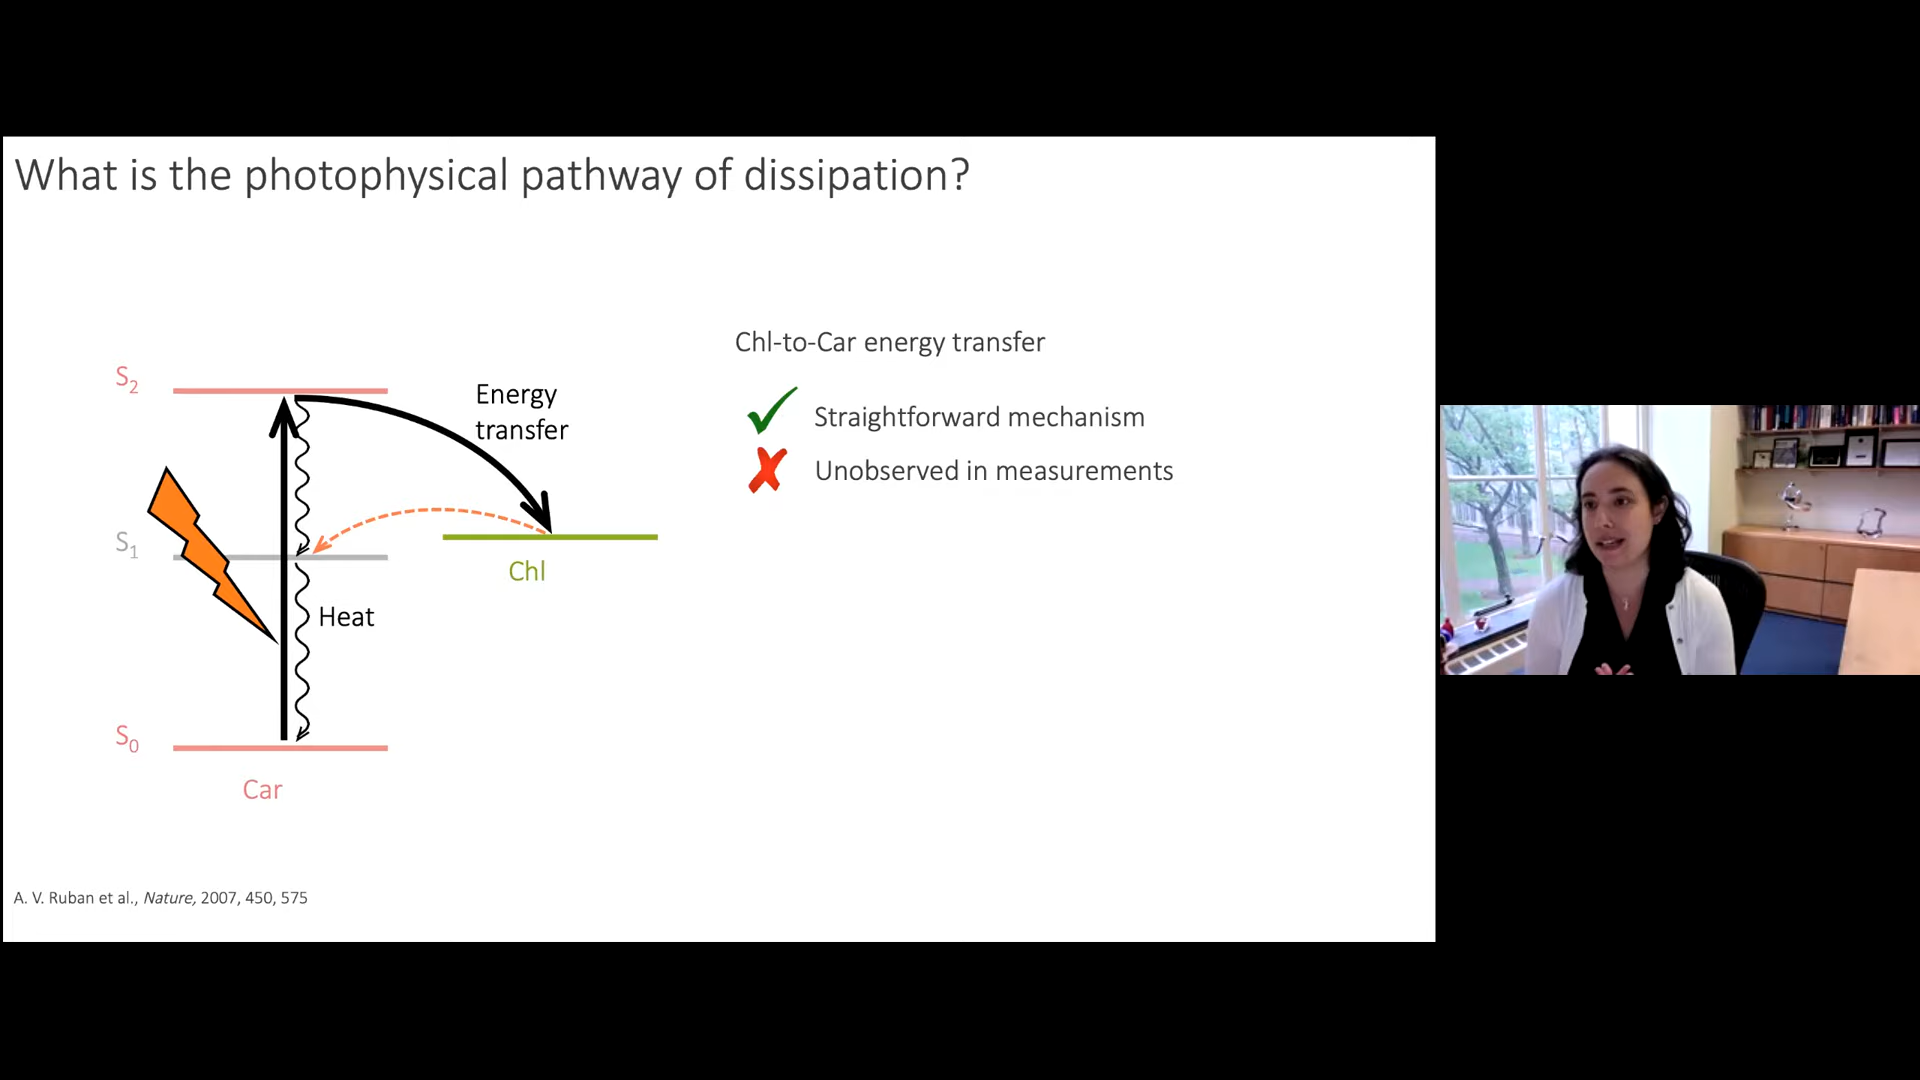 What is the photophysical pathway of dissipation?
Chl-to-Car energy transfer
S2
Energy
transfer
Straightforward mechanism
Unobserved in measurements
S1
Chl
Heat
S0
Car
A. V. Ruban et al., Nature, 2007, 450, 575